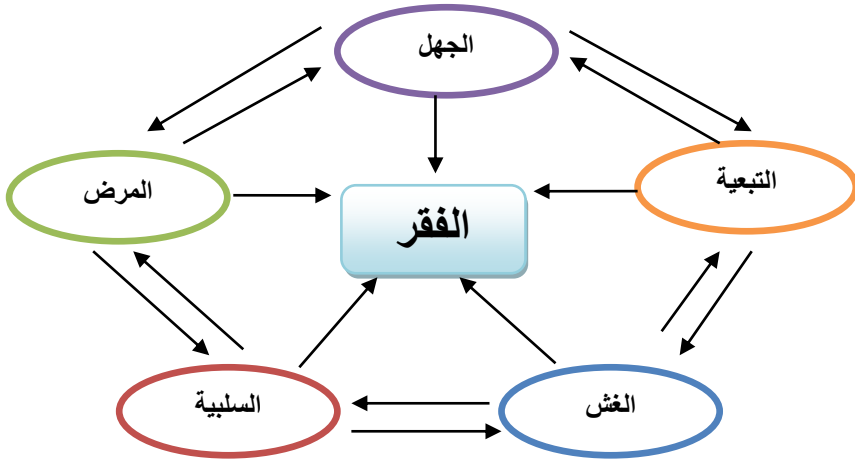 الجهل
التبعية
المرض
الفقر
السلبية
الغش